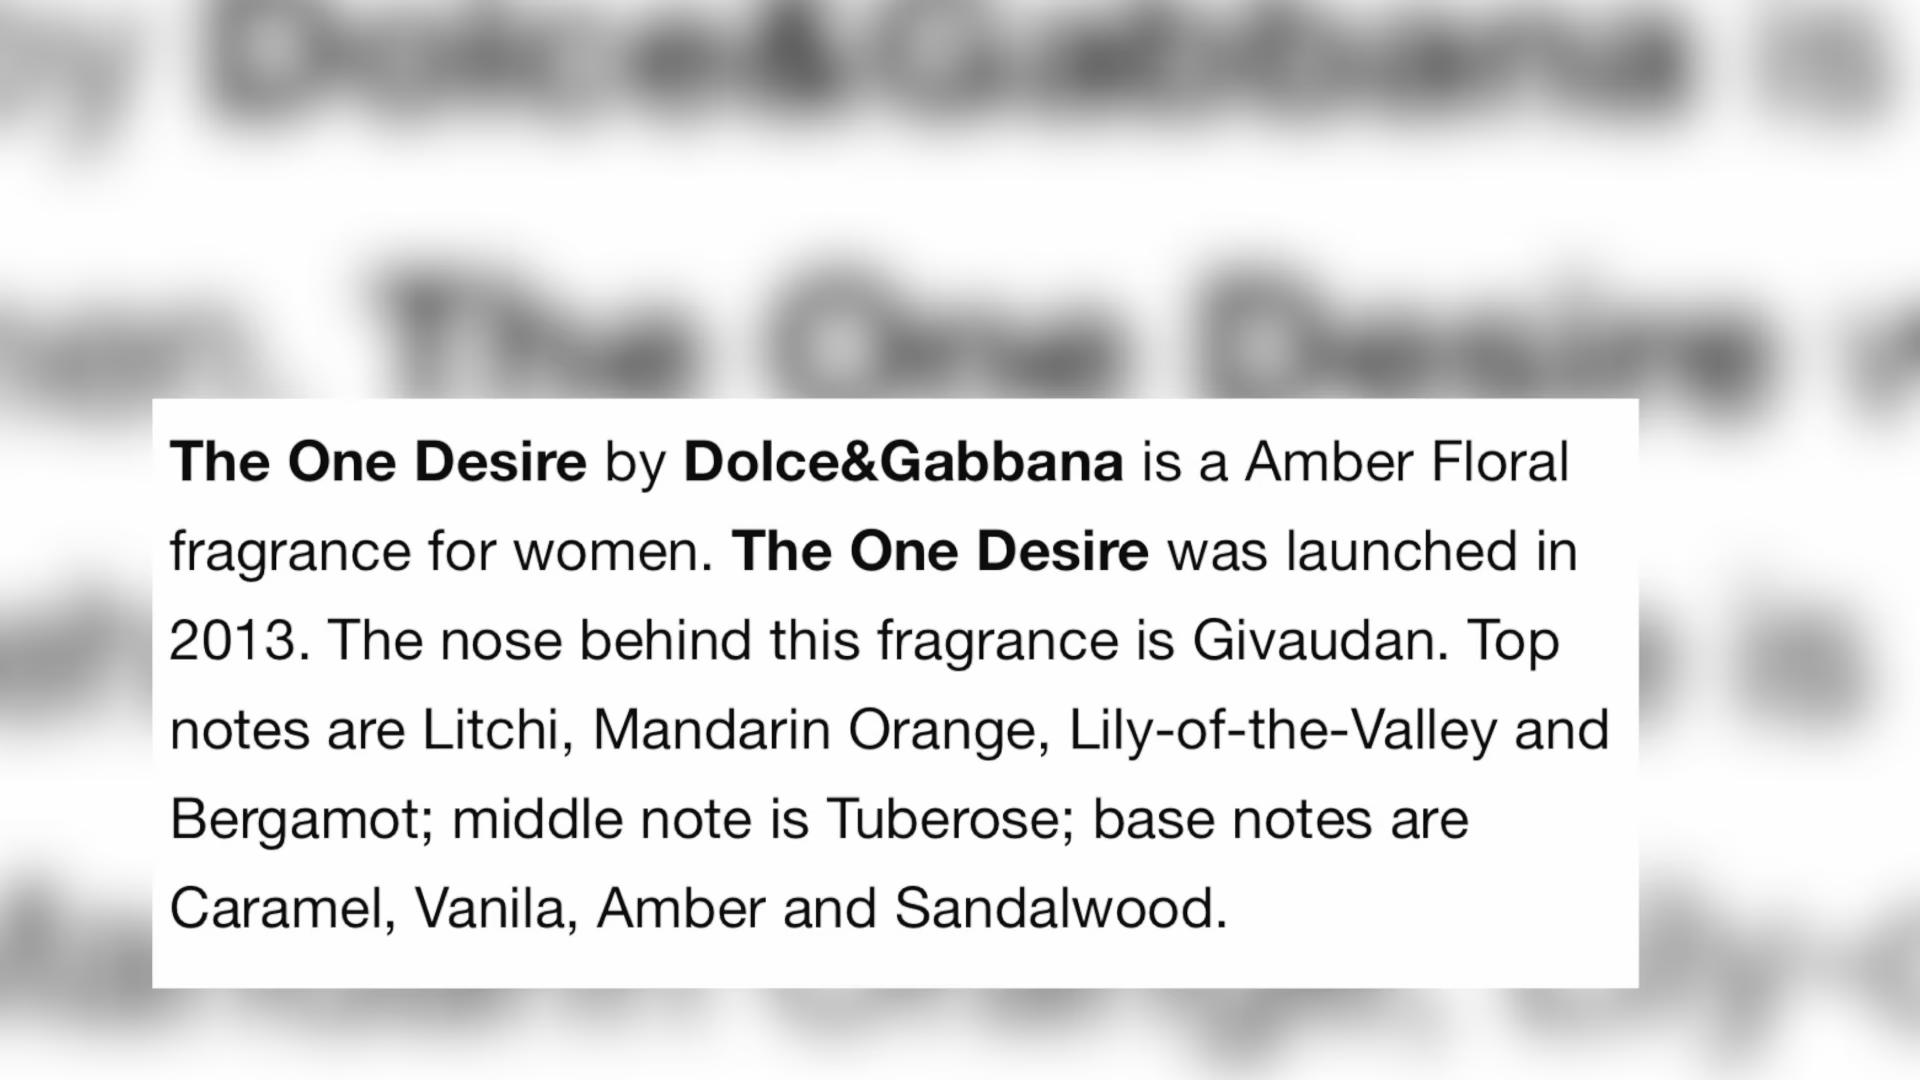 The One Desire by Dolce&Gabbana is a Amber Floral
fragrance for women. The One Desire was launched in
2013. The nose behind this fragrance is Givaudan. Top
notes are Litchi, Mandarin Orange, Lily-of-the-Valley and
Bergamot; middle note is Tuberose; base notes are
Caramel, Vanila, Amber and Sandalwood.